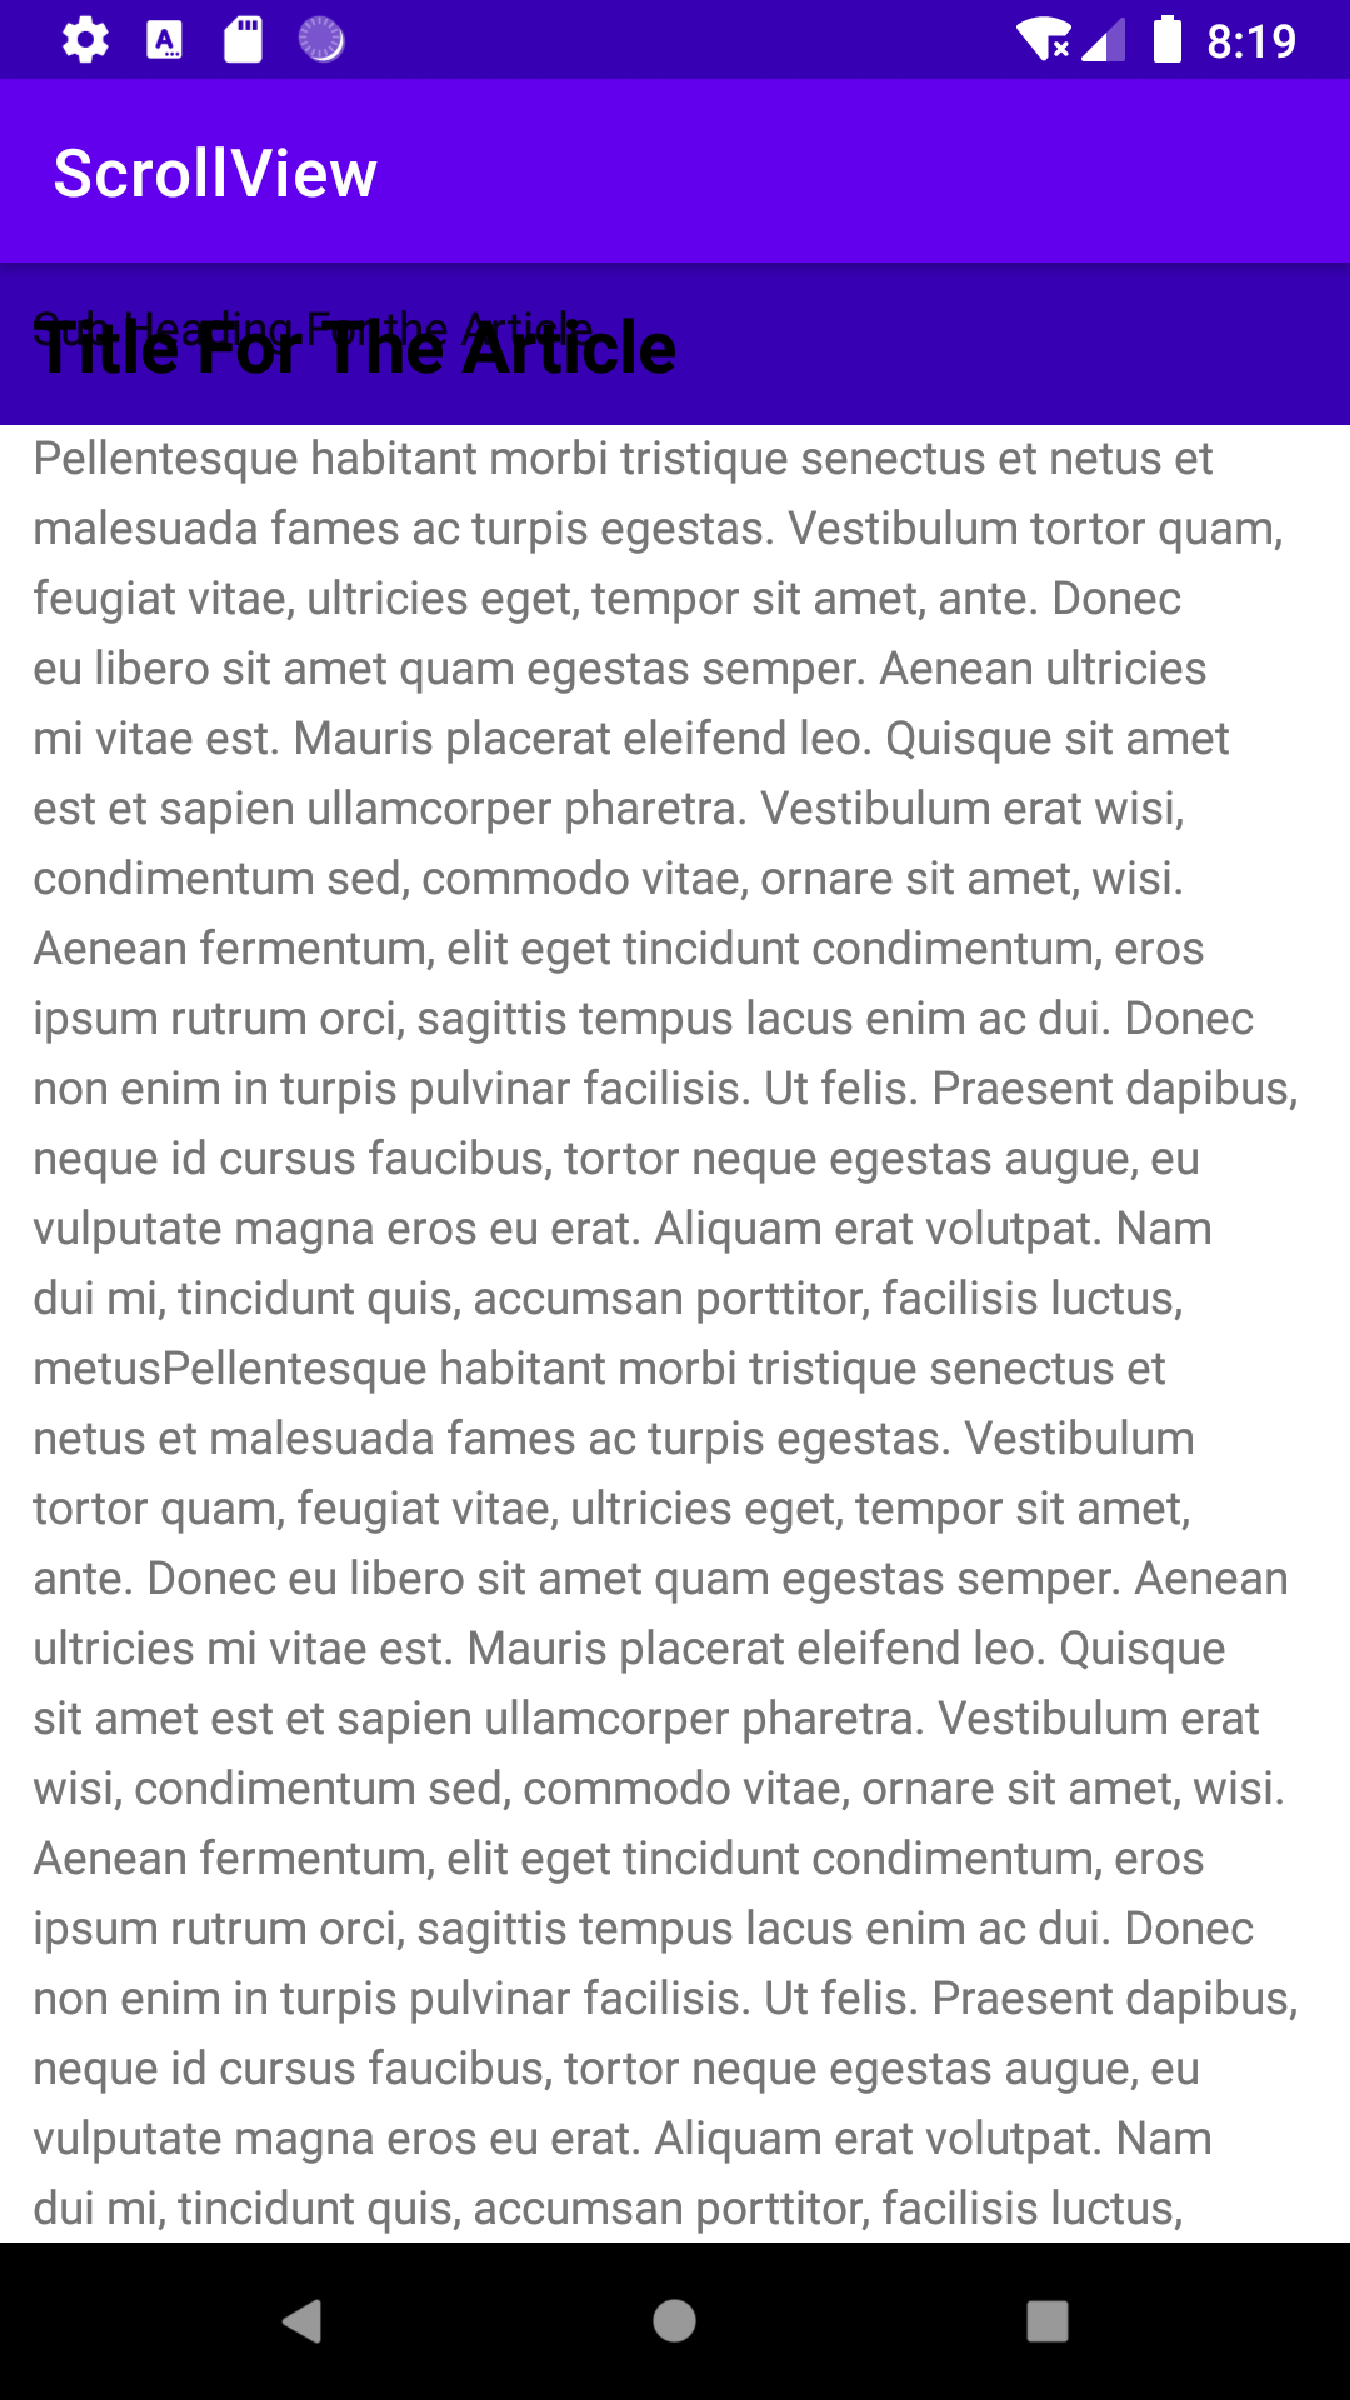 8:19
ScrollView
Sub Heading For the Article
Title For The Article
Pellentesque habitant morbi tristique senectus et netus et
malesuada fames ac turpis egestas. Vestibulum tortor quam,
feugiat vitae, ultricies eget, tempor sit amet, ante. Donec
eu libero sit amet quam egestas semper. Aenean ultricies
mi vitae est. Mauris placerat eleifend leo. Quisque sit amet
est et sapien ullamcorper pharetra. Vestibulum erat wisi,
condimentum sed, commodo vitae, ornare sit amet, wisi.
Aenean fermentum, elit eget tincidunt condimentum, eros
ipsum rutrum orci, sagittis tempus lacus enim ac dui. Donec
non enim in turpis pulvinar facilisis. Ut felis. Praesent dapibus,
neque id cursus faucibus, tortor neque egestas augue, eu
vulputate magna eros eu erat. Aliquam erat volutpat. Nam
dui mi, tincidunt quis, accumsan porttitor, facilisis luctus,
metusPellentesque habitant morbi tristique senectus et
netus et malesuada fames ac turpis egestas. Vestibulum
tortor quam, feugiat vitae, ultricies eget, tempor sit amet,
ante. Donec eu libero sit amet quam egestas semper. Aenean
ultricies mi vitae est. Mauris placerat eleifend leo. Quisque
sit amet est et sapien ullamcorper pharetra. Vestibulum erat
wisi, condimentum sed, commodo vitae, ornare sit amet, wisi.
Aenean fermentum, elit eget tincidunt condimentum, eros
ipsum rutrum orci, sagittis tempus lacus enim ac dui. Donec
non enim in turpis pulvinar facilisis. Ut felis. Praesent dapibus,
neque id cursus faucibus, tortor neque egestas augue, eu
vulputate magna eros eu erat. Aliquam erat volutpat. Nam
dui mi, tincidunt quis, accumsan porttitor, facilisis luctus,